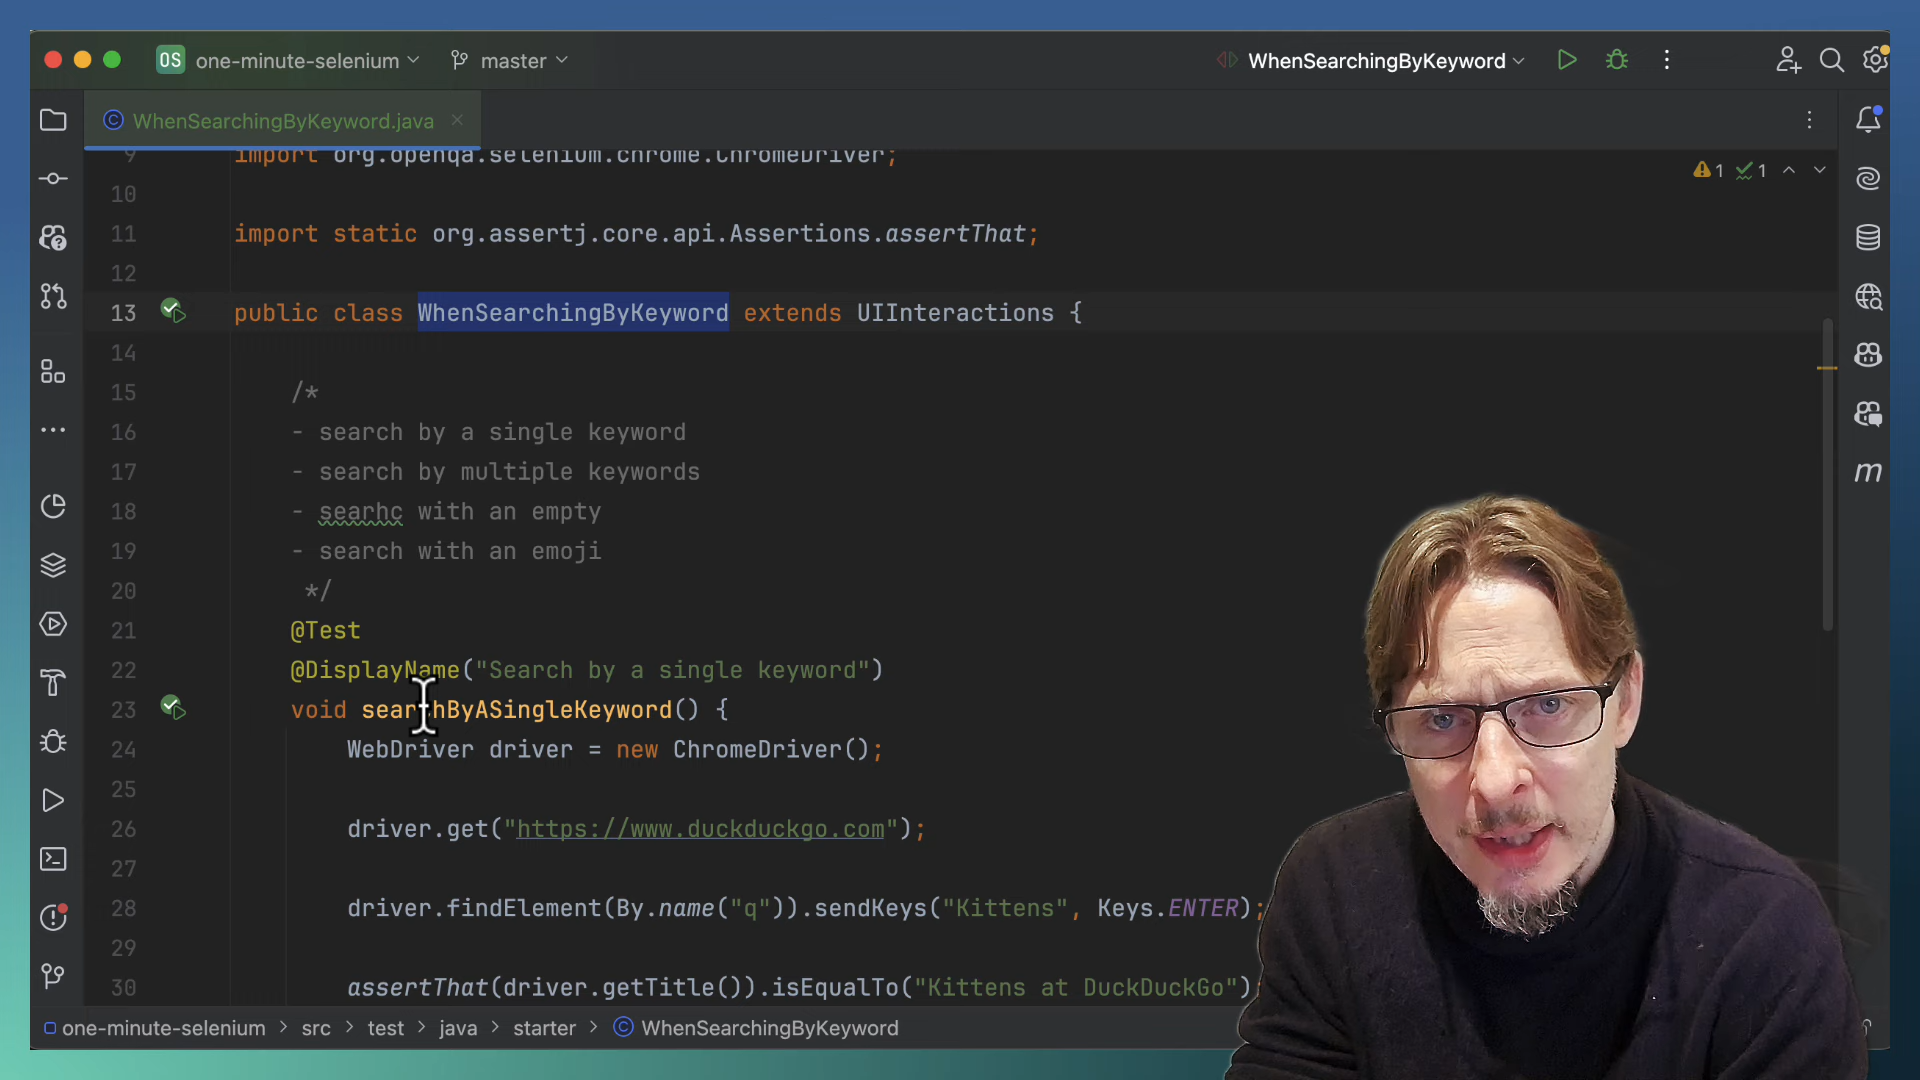 OS one-minute-selenium master WhenSearchingByKeyword
WhenSearchingByKeyword.java
9 import org.openqa.selenium.chrome.ChromeDriver;
1 1
10
11 import static org.assertj.core.api.Assertions.assertThat;
12
13 public class WhenSearchingByKeyword extends UIInteractions {
14
15 /*
16 - search by a single keyword
17 - search by multiple keywords
18 - searhc with an empty
19 - search with an emoji
20 */
21 @Test
22 @DisplayName("Search by a single keyword")
23 void searchByASingleKeyword() {
24 WebDriver driver = new ChromeDriver();
25
26 driver.get("https://www.duckduckgo.com");
27
28 driver.findElement(By.name("q")).sendKeys("Kittens", Keys.ENTER);
29
30 assertThat(driver.getTitle()).isEqualTo("Kittens at DuckDuckGo");
one-minute-selenium > src > test > java > starter > WhenSearchingByKeyword
m